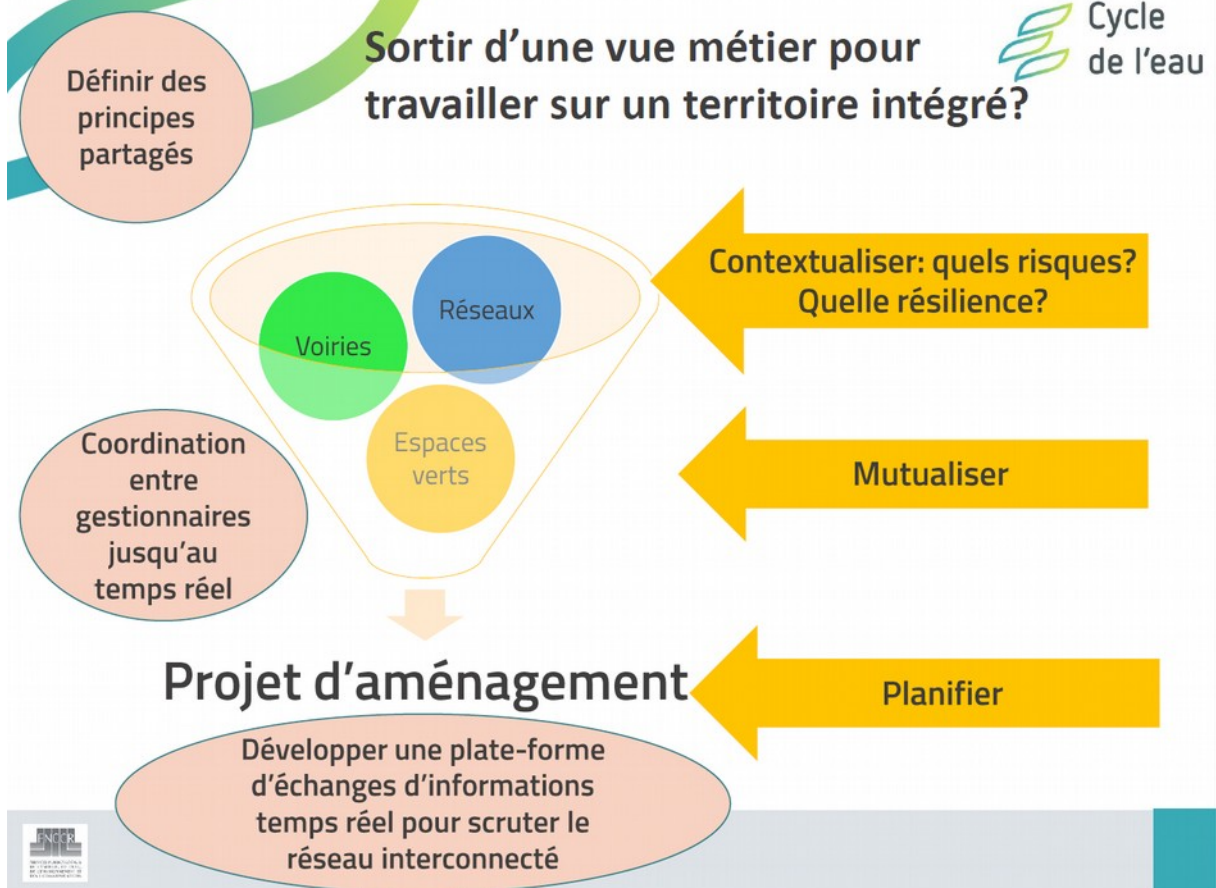 Cycle
de l'eau
Sortir d'une vue métier pour
travailler sur un territoire intégré?
Définir des
principes
partagés
Contextualiser: quels risques?
Quelle résilience?
Réseaux
Voiries
Espaces
verts
Mutualiser
Coordination
entre
gestionnaires
jusqu'au
temps réel
Projet d'aménagement
Planifier
Développer une plate-forme
d'échanges d'informations
temps réel pour scruter le
réseau interconnecté